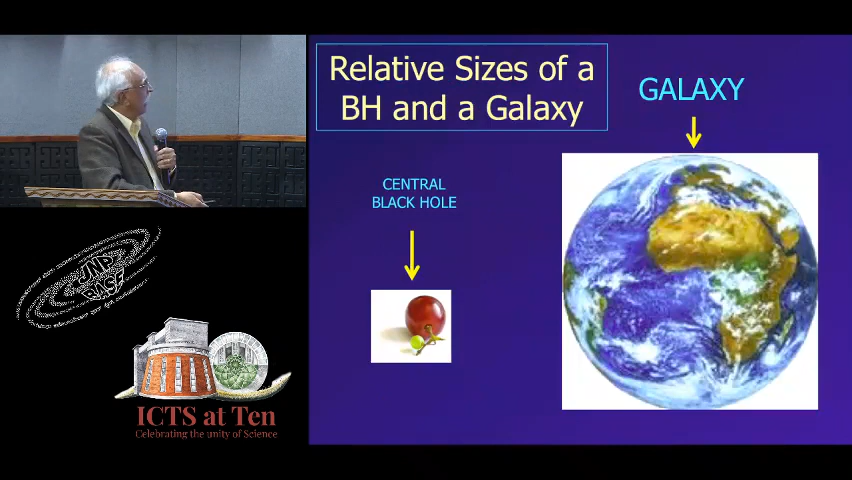 Relative Sizes of a
BH and a Galaxy
GALAXY
CENTRAL
BLACK HOLE
ICTS at Ten
Celebrating the unity of Science